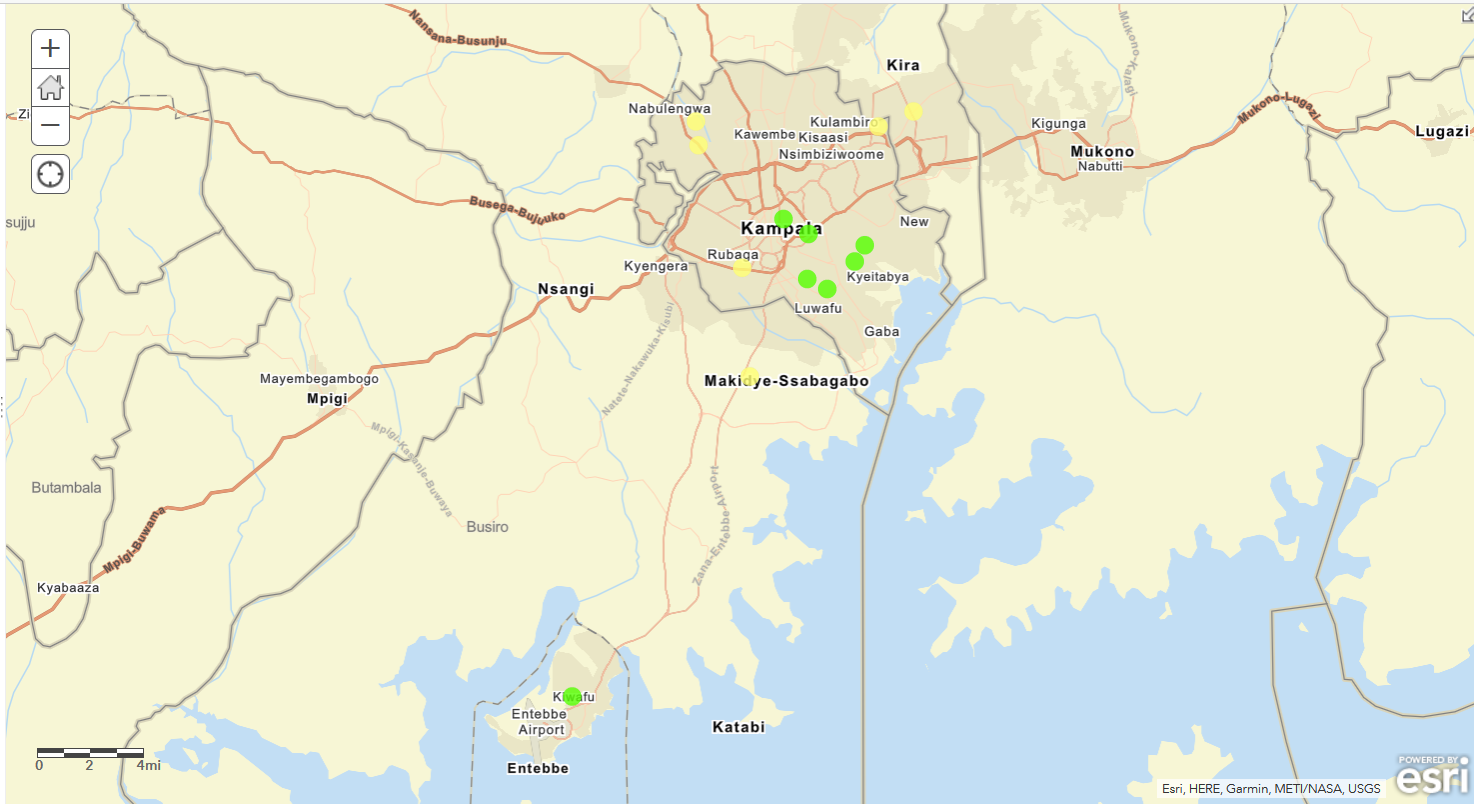 Nansana-Busunju
Mukono-Kalagi
Kira
Zi
Nabulengwa
Kulambiro
Kigunga
Mukono-Lugazi
Lugazi
Kawembe
Kisaasi
Nsimbiziwoome
Mukono
Nabutti
Busega-Bujuuko
sujju
Kampala
New
Rubaga
Kyengera
Kyeitabya
Nsangi
Luwafu
Gaba
Natete-Nakawuka-Kisubi
Mayembegambogo
Mpigi
Makidye-Ssabagabo
Mpigi-Kasanje-Buwaya
Butambala
Busiro
Mpigi-Buwama
Zana-Entebbe Airport
Kyabaaza
Kiwafu
Entebbe
Airport
Katabi
Entebbe
0 2 4mi
POWERED BY
esri
Esri, HERE, Garmin, METI/NASA, USGS